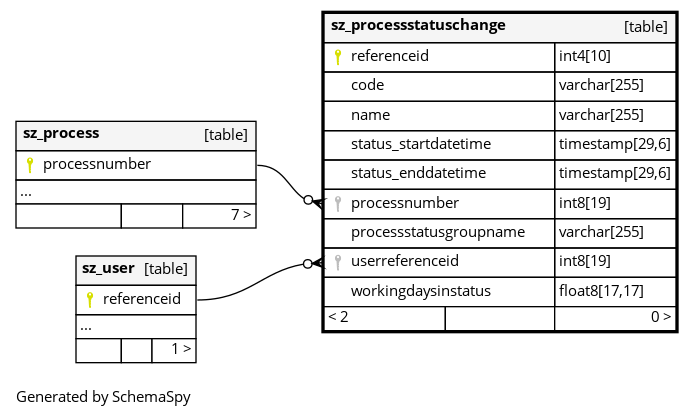 sz_processstatuschange [table]
referenceid int4[10]
code varchar[255]
name varchar[255]
status_startdatetime timestamp[29,6]
status_enddatetime timestamp[29,6]
processnumber int8[19]
processstatusgroupname varchar[255]
userreferenceid int8[19]
workingdaysinstatus float8[17,17]
< 2 0 >
sz_process [table]
processnumber
...
7 >
sz_user [table]
referenceid
...
1 >
Generated by SchemaSpy